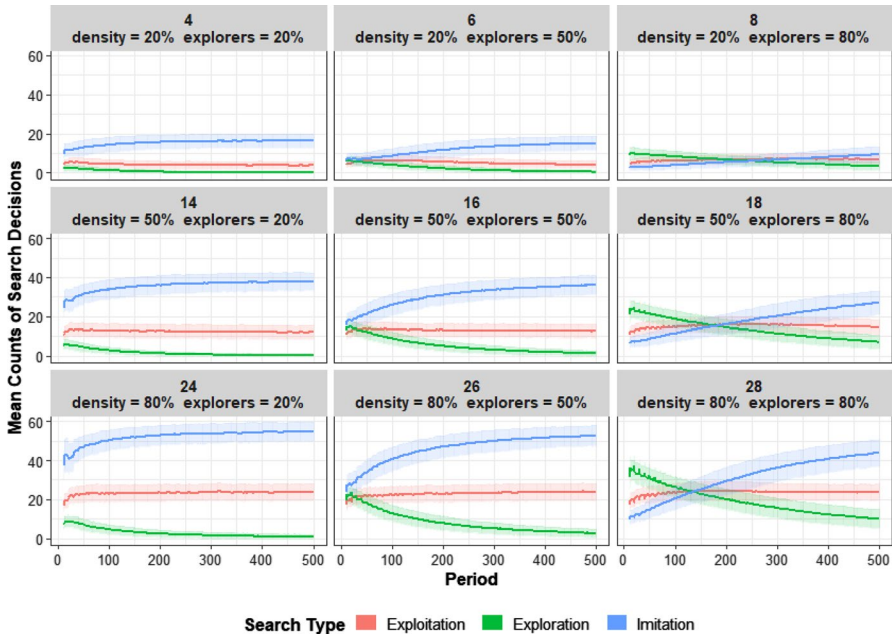 4
density = 20% explorers = 20%
6
density = 20% explorers = 50%
8
density = 20% explorers = 80%
60
40
20
0
14
density = 50% explorers = 20%
16
density = 50% explorers = 50%
18
density = 50% explorers = 80%
60
40
20
0
24
density = 80% explorers = 20%
26
density = 80% explorers = 50%
28
density = 80% explorers = 80%
60
40
20
0
Mean Counts of Search Decisions
0 100 200 300 400 500
0 100 200 300 400 500
0 100 200 300 400 500
Period
Search Type Exploitation Exploration Imitation